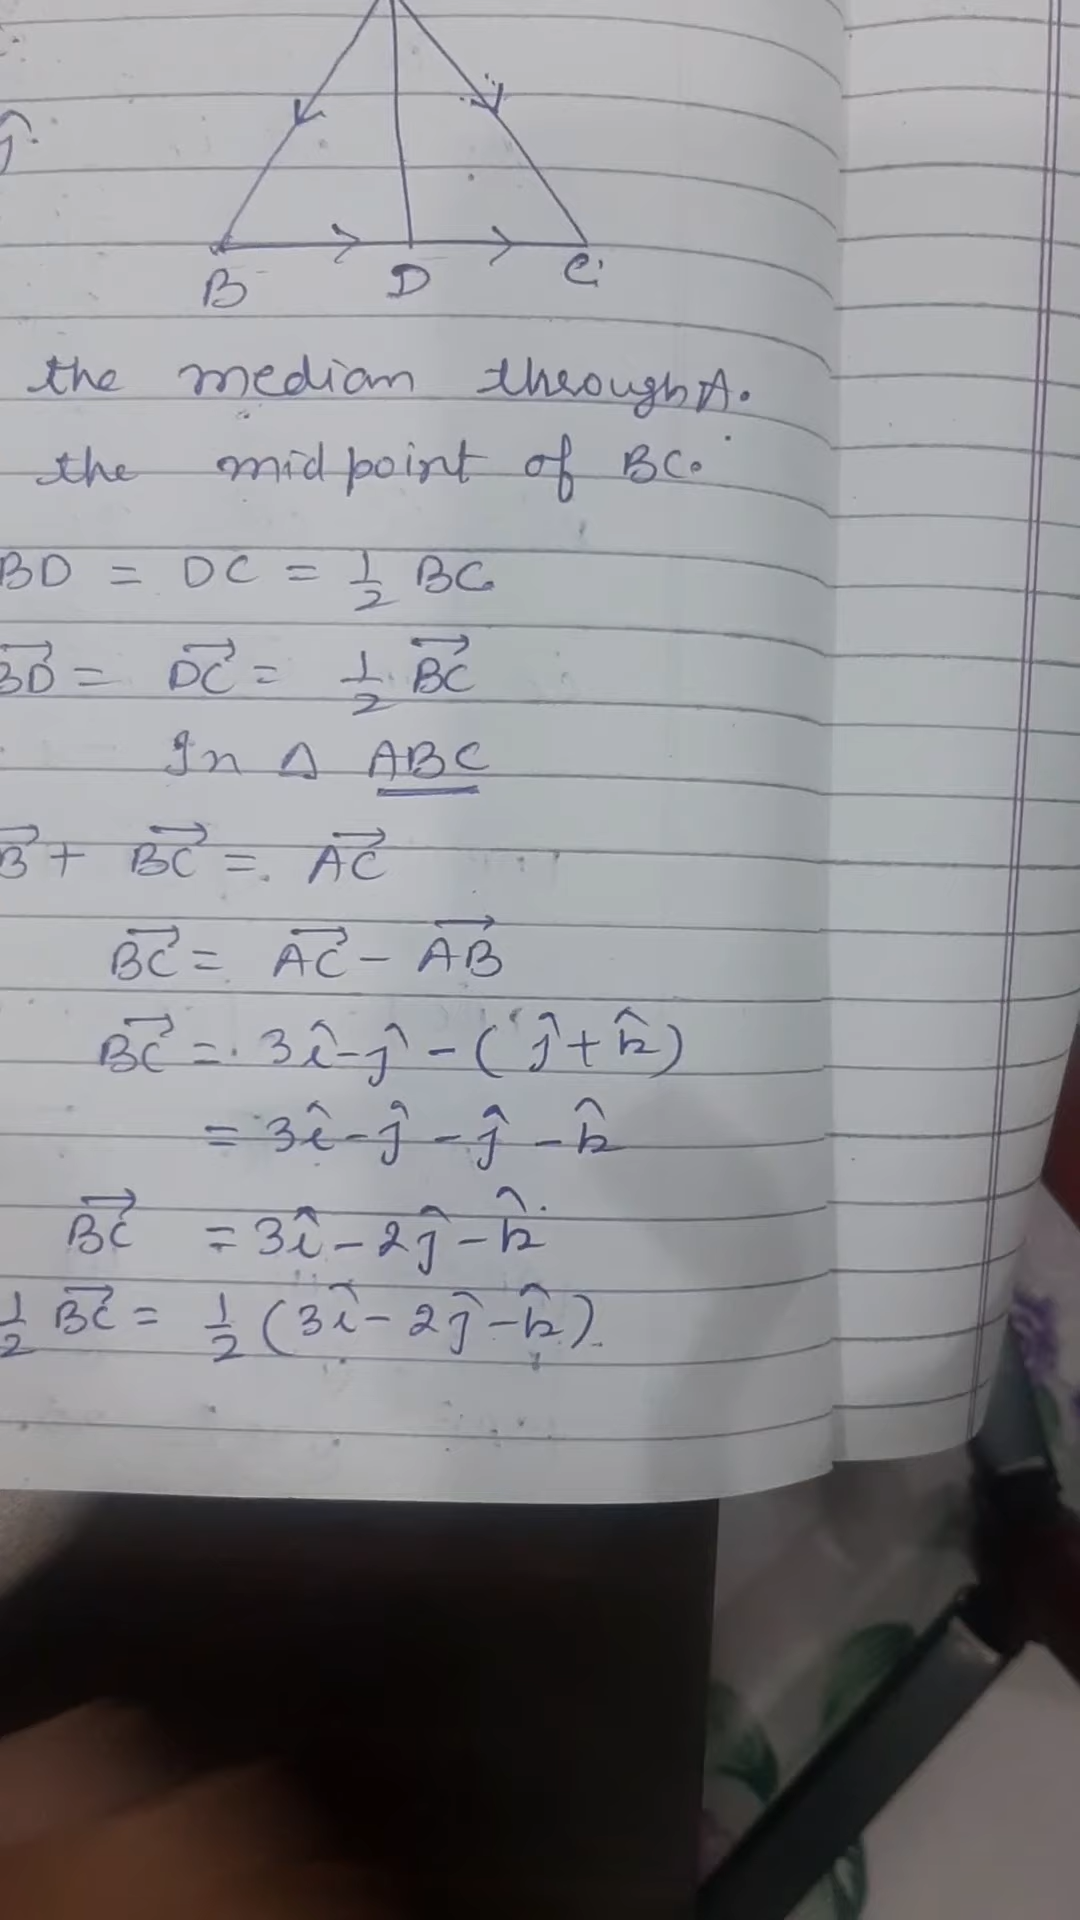 ĵ.
B D C
the median through A.
the midpoint of BC.
BD = DC = 1/2 BC
BD⃗ = DC⃗ = 1/2 BC⃗
In Δ ABC
B⃗ + BC⃗ = AC⃗
BC⃗ = AC⃗ - AB⃗
BC⃗ = 3î - ĵ - (ĵ + k̂)
= 3î - ĵ - ĵ - k̂
BC⃗ = 3î - 2ĵ - k̂
1/2 BC⃗ = 1/2 (3î - 2ĵ - k̂)